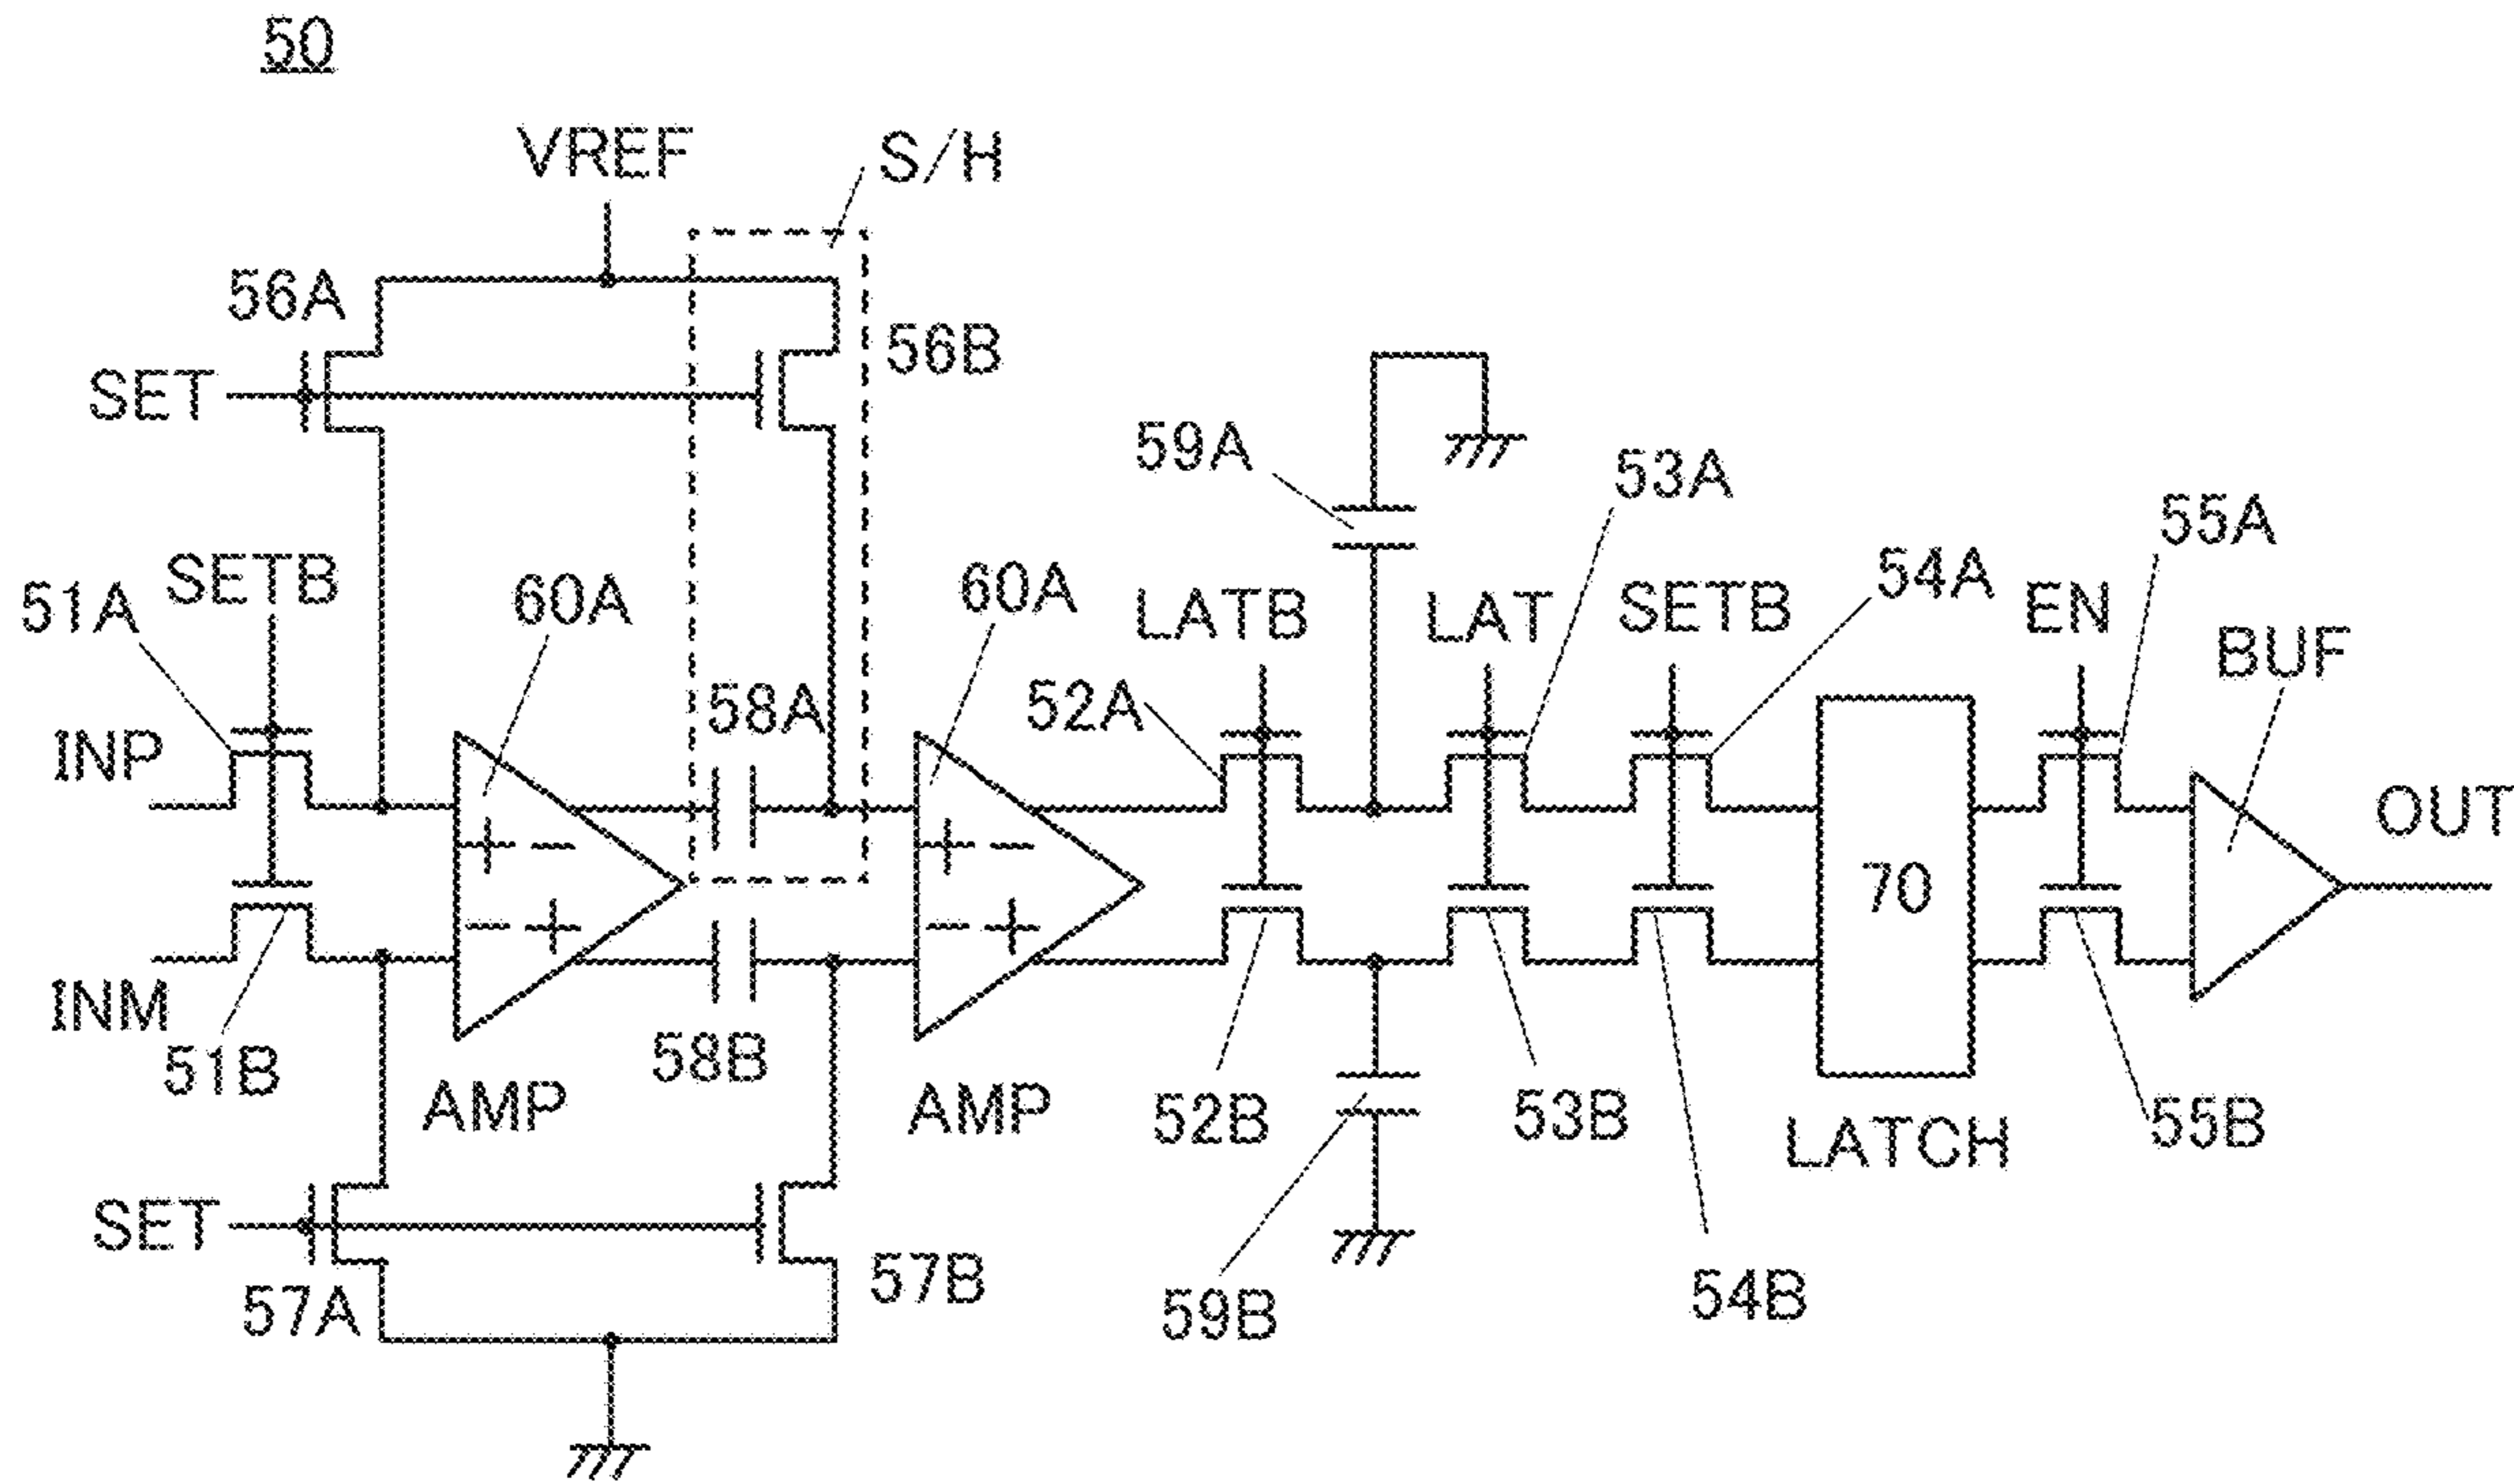 50
VREF
S/H
56A
56B
SET
59A
53A
55A
SETB
51A
60A
60A
LATB
LAT
SETB
54A
EN
BUF
58A
52A
INP
OUT
+ −
+ −
70
− +
− +
INM
51B
58B
AMP
AMP
52B
53B
LATCH
55B
SET
57A
57B
59B
54B